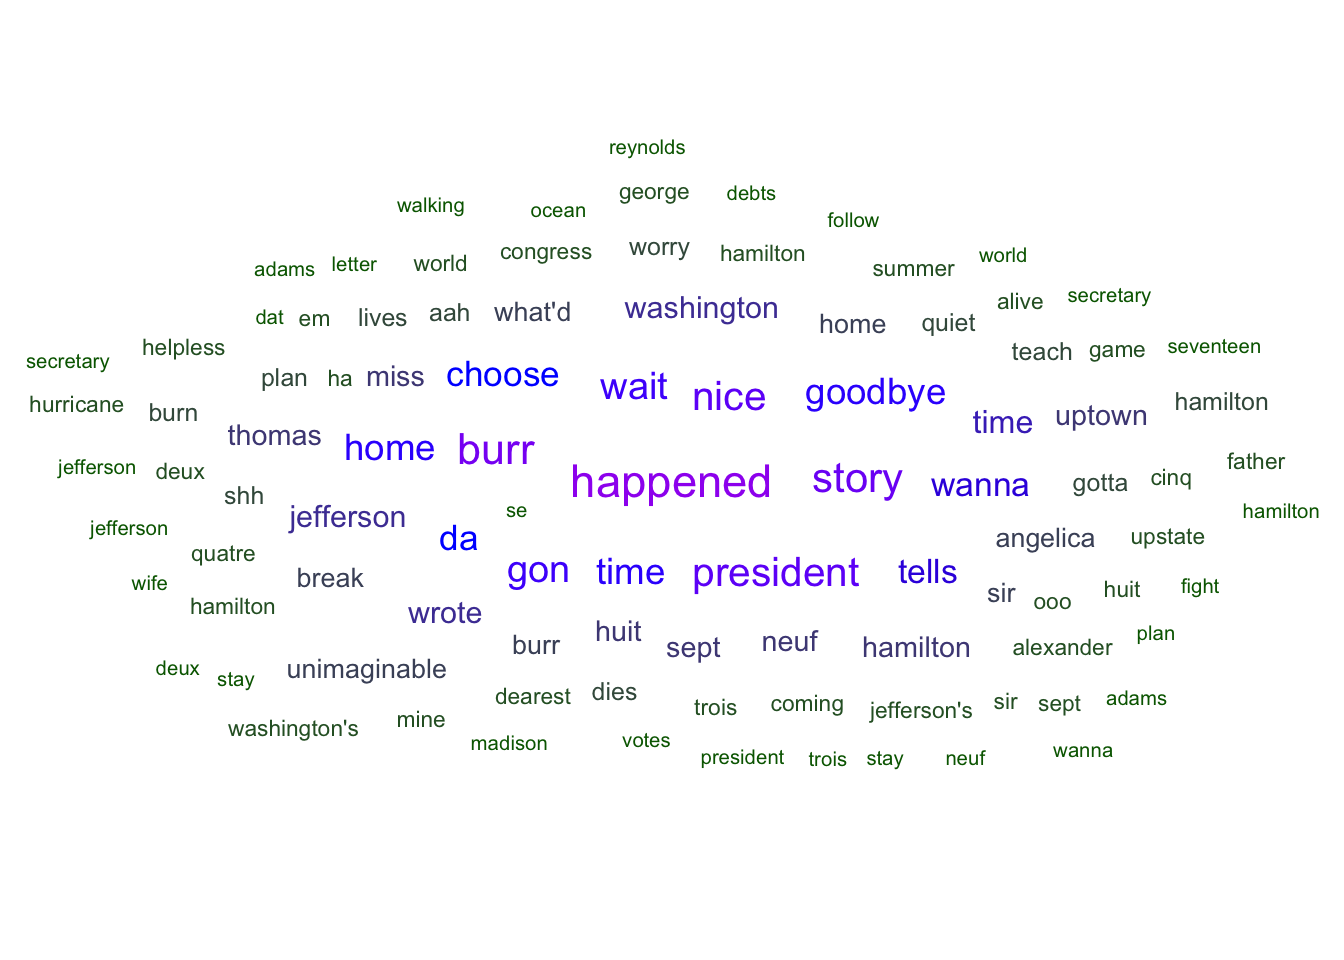 reynolds
george
debts
walking
ocean
follow
congress
worry
hamilton
world
adams
letter
world
summer
secretary
alive
washington
what'd
aah
lives
em
dat
home
quiet
teach
game
seventeen
helpless
secretary
plan
ha
miss
choose
wait
nice
goodbye
hurricane
burn
time
uptown
hamilton
thomas
home
burr
jefferson
deux
happened
story
wanna
gotta
cinq
father
shh
jefferson
se
hamilton
jefferson
da
angelica
upstate
quatre
break
gon
time
president
tells
wife
hamilton
sir
ooo
huit
fight
wrote
burr
huit
sept
neuf
hamilton
alexander
plan
deux
stay
unimaginable
dearest
dies
trois
coming
jefferson's
sir
sept
adams
washington's
mine
madison
votes
president
trois
stay
neuf
wanna